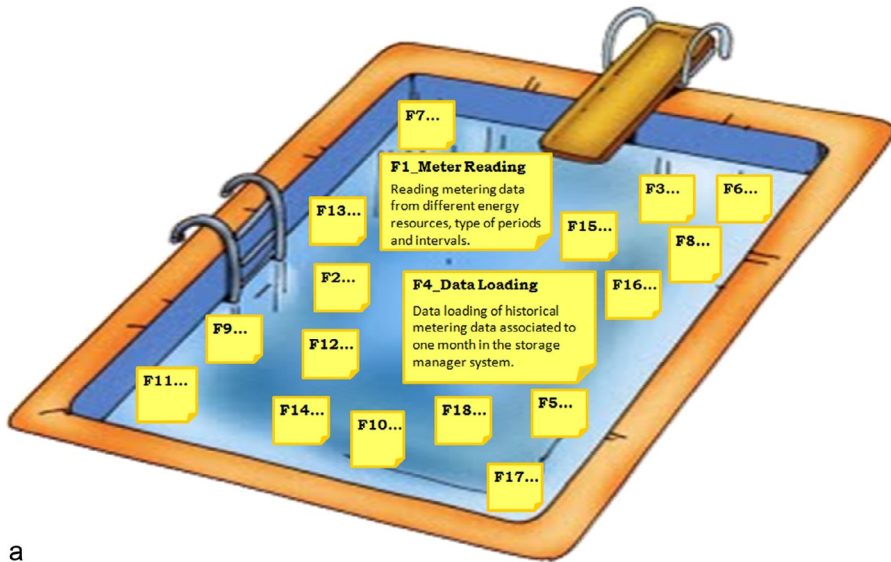 F7...
F1_Meter Reading
Reading metering data
from different energy
resources, type of periods
and intervals.
F3...
F6...
F13...
F15...
F8...
F2...
F4_Data Loading
Data loading of historical
metering data associated to
one month in the storage
manager system.
F16...
F9...
F12...
F11...
F14...
F10...
F18...
F5...
F17...
a